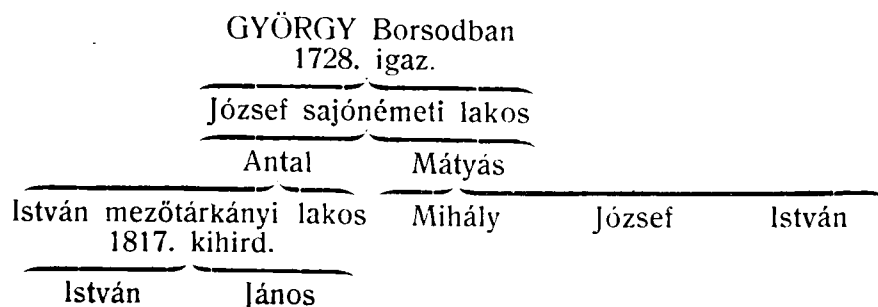 GYÖRGY Borsodban
1728. igaz.
József sajónémeti lakos
Antal Mátyás
István mezőtárkányi lakos Mihály József István
1817. kihird.
István János